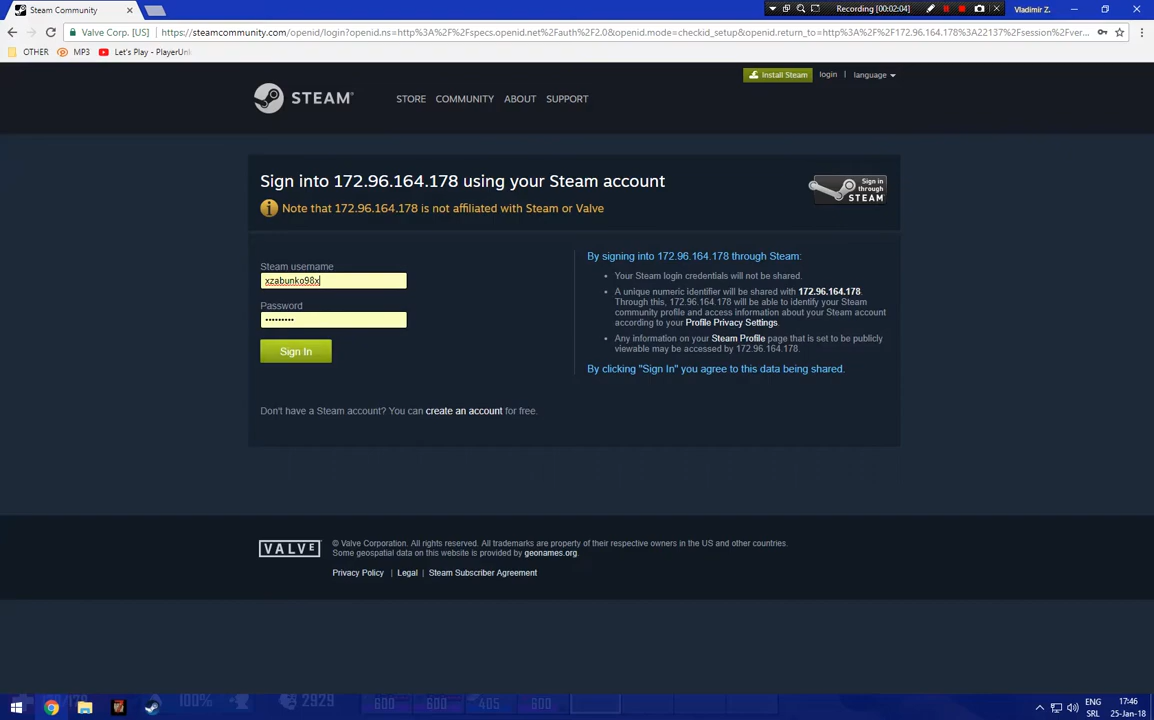 Steam Community
Recording [00:02:04]
Vladimir Z.
Valve Corp. [US] https://steamcommunity.com/openid/login?openid.ns=http%3A%2F%2Fspecs.openid.net%2Fauth%2F2.0&openid.mode=checkid_setup&openid.return_to=http%3A%2F%2F172.96.164.178%3A22137%2Fsession%2Fver...
OTHER MP3 Let's Play - PlayerUnk
Install Steam login | language
STEAM® STORE COMMUNITY ABOUT SUPPORT
Sign into 172.96.164.178 using your Steam account
Note that 172.96.164.178 is not affiliated with Steam or Valve
Sign in
through
STEAM
Steam username
xzabunko98x
Password
•••••••••
Sign In
Don't have a Steam account? You can create an account for free.
By signing into 172.96.164.178 through Steam:
• Your Steam login credentials will not be shared.
• A unique numeric identifier will be shared with 172.96.164.178.
Through this, 172.96.164.178 will be able to identify your Steam
community profile and access information about your Steam account
according to your Profile Privacy Settings.
• Any information on your Steam Profile page that is set to be publicly
viewable may be accessed by 172.96.164.178.
By clicking "Sign In" you agree to this data being shared.
VALVE
© Valve Corporation. All rights reserved. All trademarks are property of their respective owners in the US and other countries.
Some geospatial data on this website is provided by geonames.org.
Privacy Policy | Legal | Steam Subscriber Agreement
100% 2929 600 600 405 600
ENG
SRL
17:46
25-Jan-18